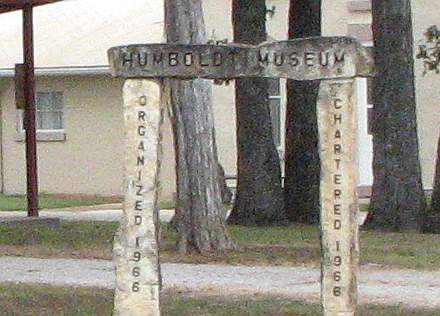 HUMBOLDT MUSEUM
ORGANIZED 1966
CHARTERED 1966